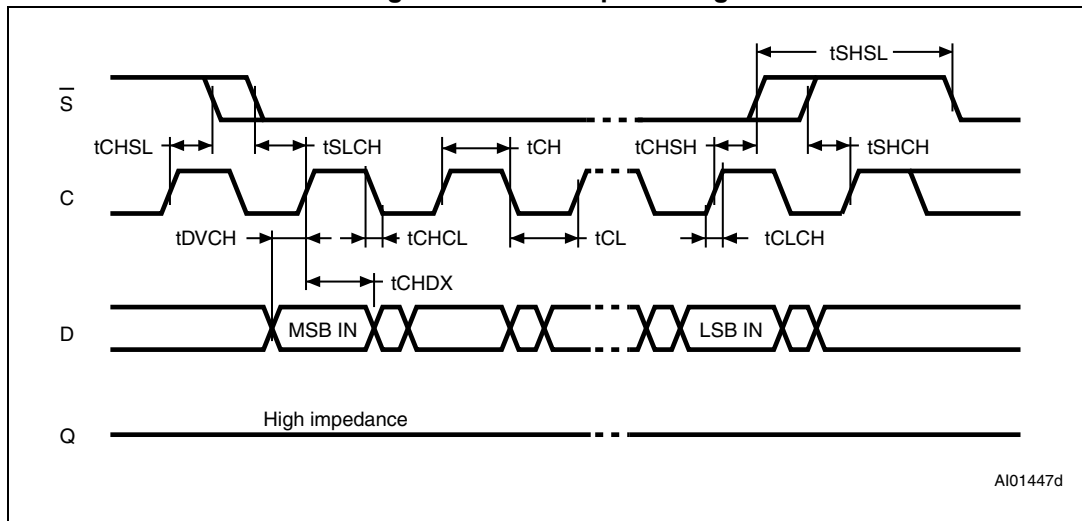 tSHSL
S̅
tCHSL
tSLCH
tCH
tCHSH
tSHCH
C
tDVCH
tCHCL
tCL
tCLCH
tCHDX
D
MSB IN
LSB IN
High impedance
Q
AI01447d